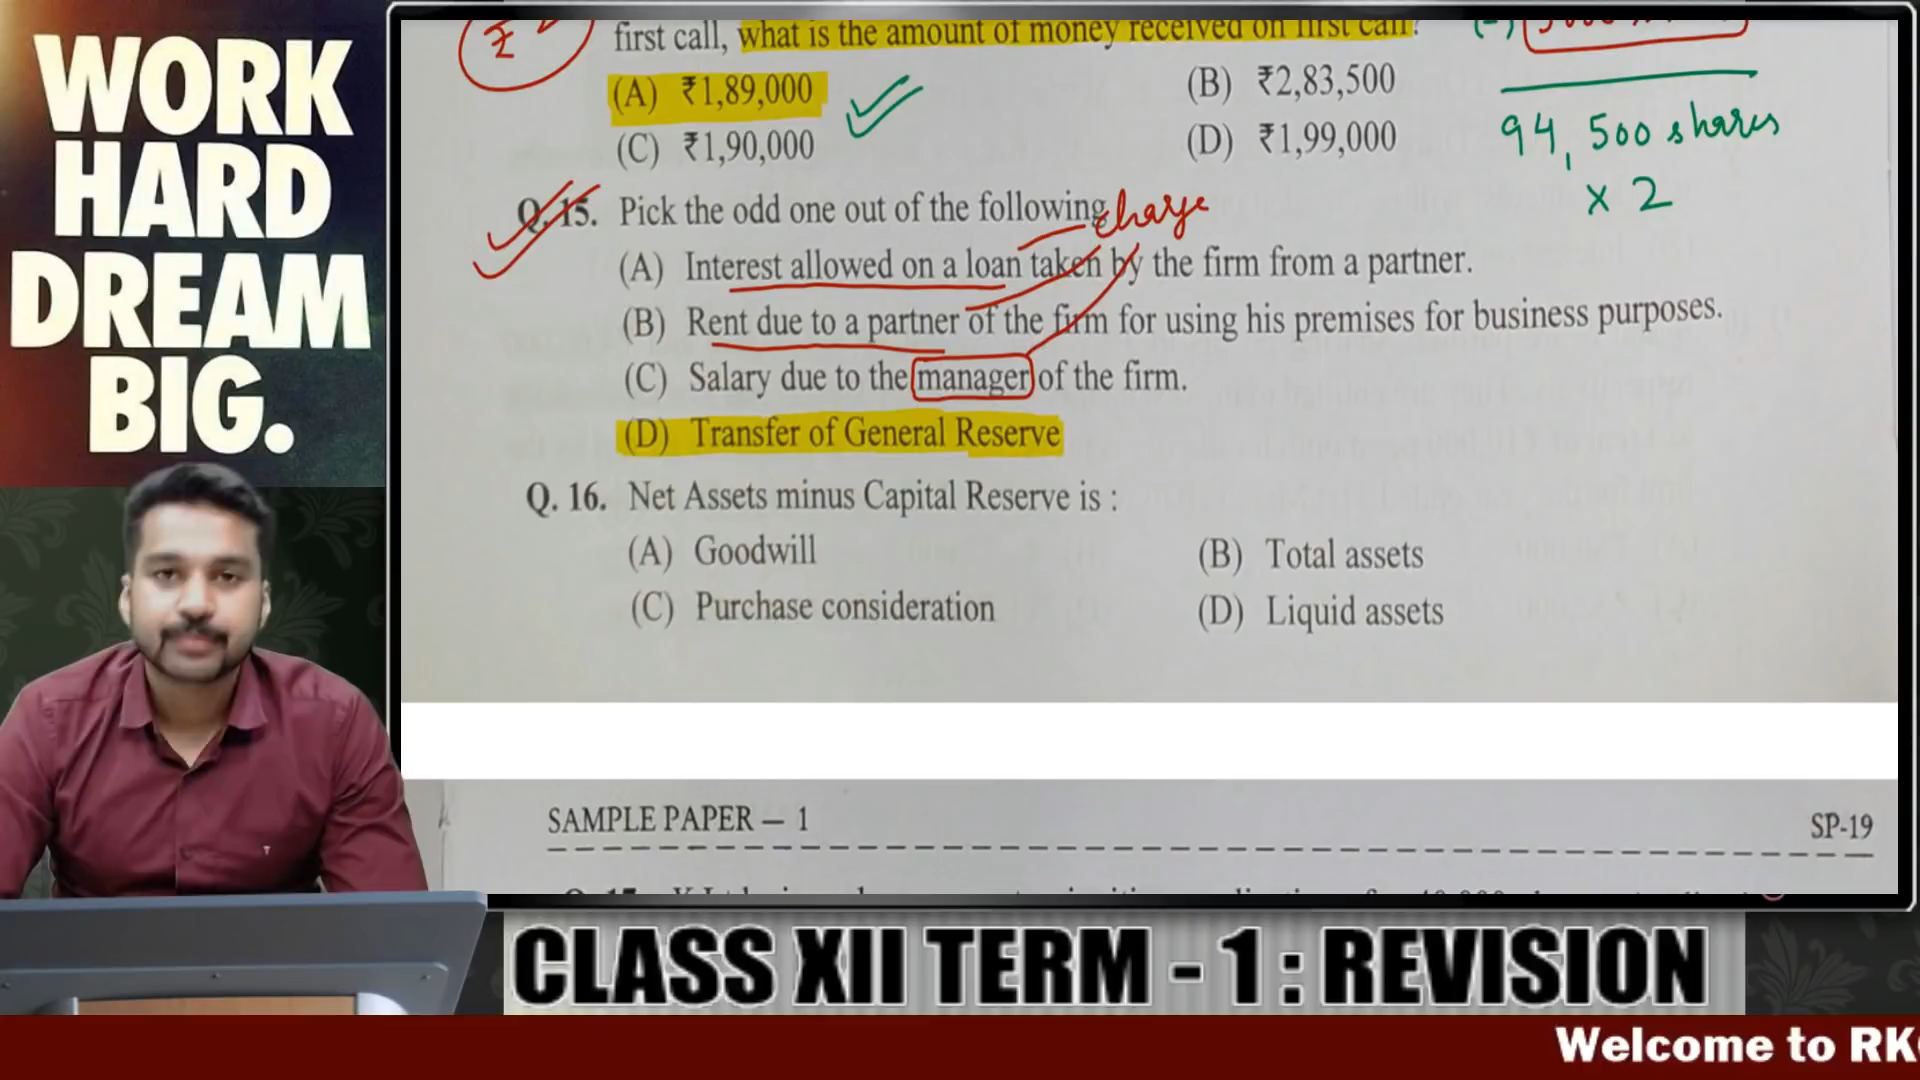 WORK
HARD
DREAM
BIG.
first call, what is the amount of money received on first call?
(A) ₹1,89,000
(B) ₹2,83,500
(C) ₹1,90,000
(D) ₹1,99,000
94,500 shares
× 2
Q. 15. Pick the odd one out of the following
charge
(A) Interest allowed on a loan taken by the firm from a partner.
(B) Rent due to a partner of the firm for using his premises for business purposes.
(C) Salary due to the manager of the firm.
(D) Transfer of General Reserve
Q. 16. Net Assets minus Capital Reserve is :
(A) Goodwill
(B) Total assets
(C) Purchase consideration
(D) Liquid assets
SAMPLE PAPER — 1
SP-19
CLASS XII TERM - 1 : REVISION
Welcome to